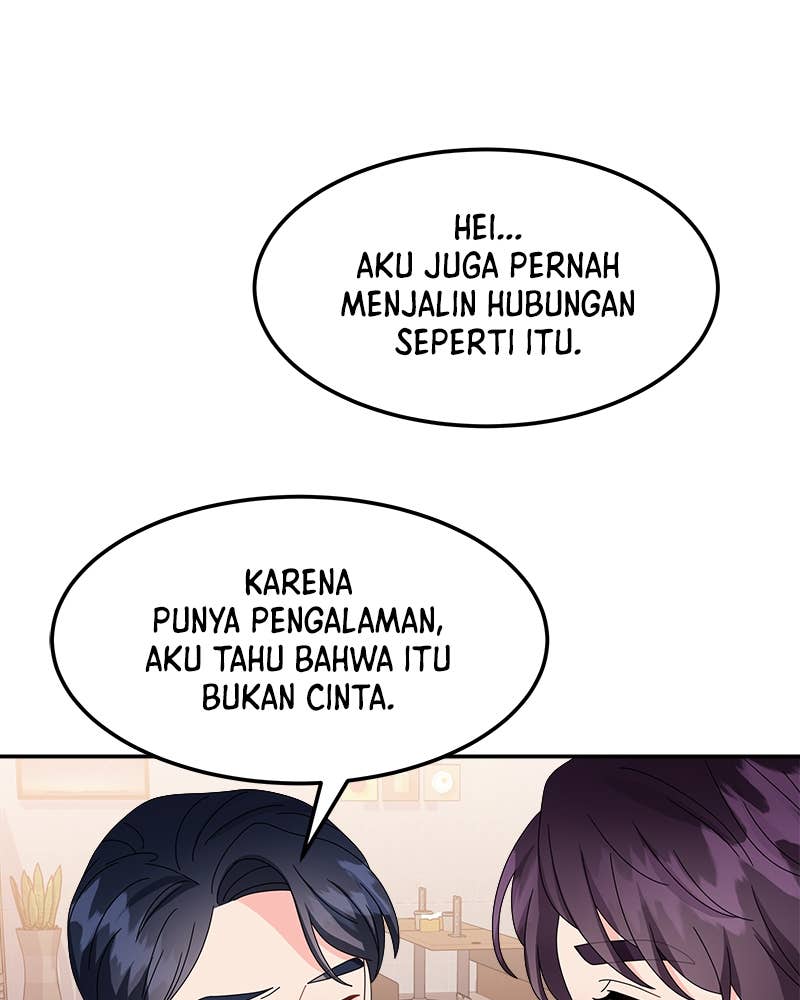 HEI...
AKU JUGA PERNAH
MENJALIN HUBUNGAN
SEPERTI ITU.
KARENA
PUNYA PENGALAMAN,
AKU TAHU BAHWA ITU
BUKAN CINTA.